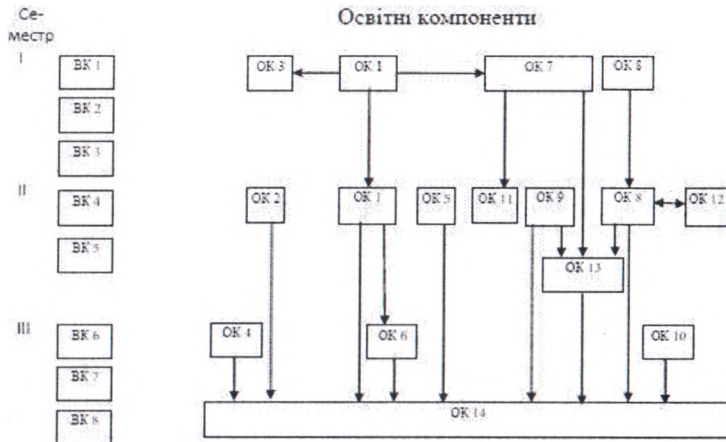 Се-
местр
Освітні компоненти
I
ВК 1
ОК 3
ОК 1
ОК 7
ОК 8
ВК 2
ВК 3
II
ВК 4
ОК 2
ОК 1
ОК 5
ОК 11
ОК 9
ОК 8
ОК 12
ВК 5
ОК 13
III
ВК 6
ОК 4
ОК 6
ОК 10
ВК 7
ВК 8
ОК 14